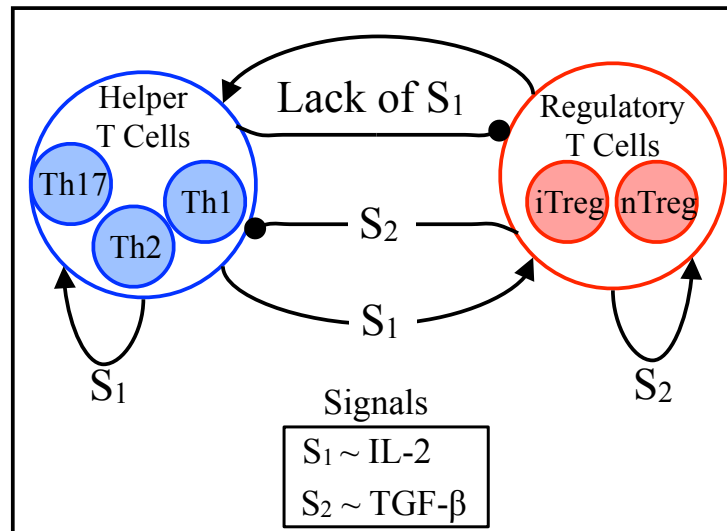 Helper
T Cells
Th17
Th1
Th2
Lack of S₁
Regulatory
T Cells
iTreg
nTreg
S₂
S₁
S₁
S₂
Signals
S₁ ~ IL-2
S₂ ~ TGF-β